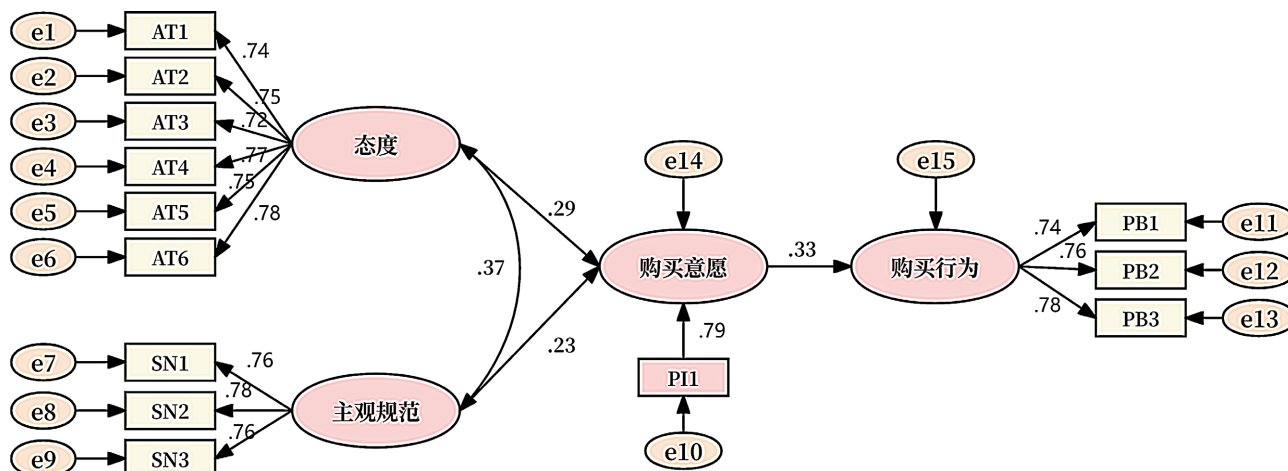 e1
AT1
.74
e2
AT2
.75
e3
AT3
.72
e4
AT4
.77
e5
AT5
.75
e6
AT6
.78
态度
e14
e15
.29
.37
购买意愿
.33
购买行为
.74
PB1
e11
.76
PB2
e12
.78
PB3
e13
.23
.79
PI1
e10
e7
SN1
.76
e8
SN2
.78
e9
SN3
.76
主观规范